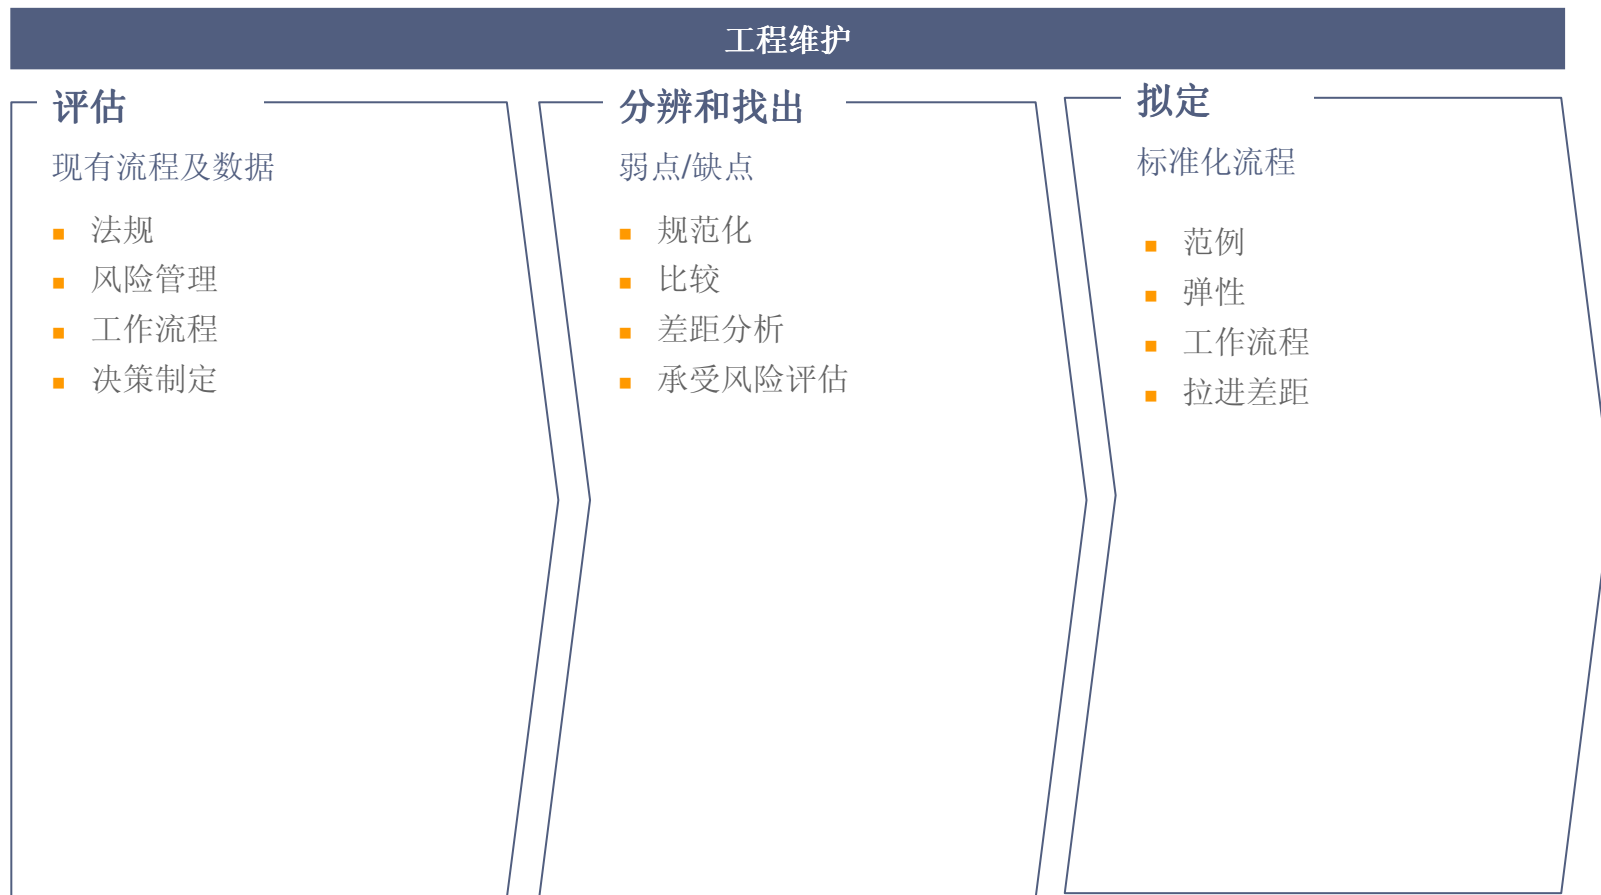 工程维护
评估
现有流程及数据
法规
风险管理
工作流程
决策制定
分辨和找出
弱点/缺点
规范化
比较
差距分析
承受风险评估
拟定
标准化流程
范例
弹性
工作流程
拉进差距